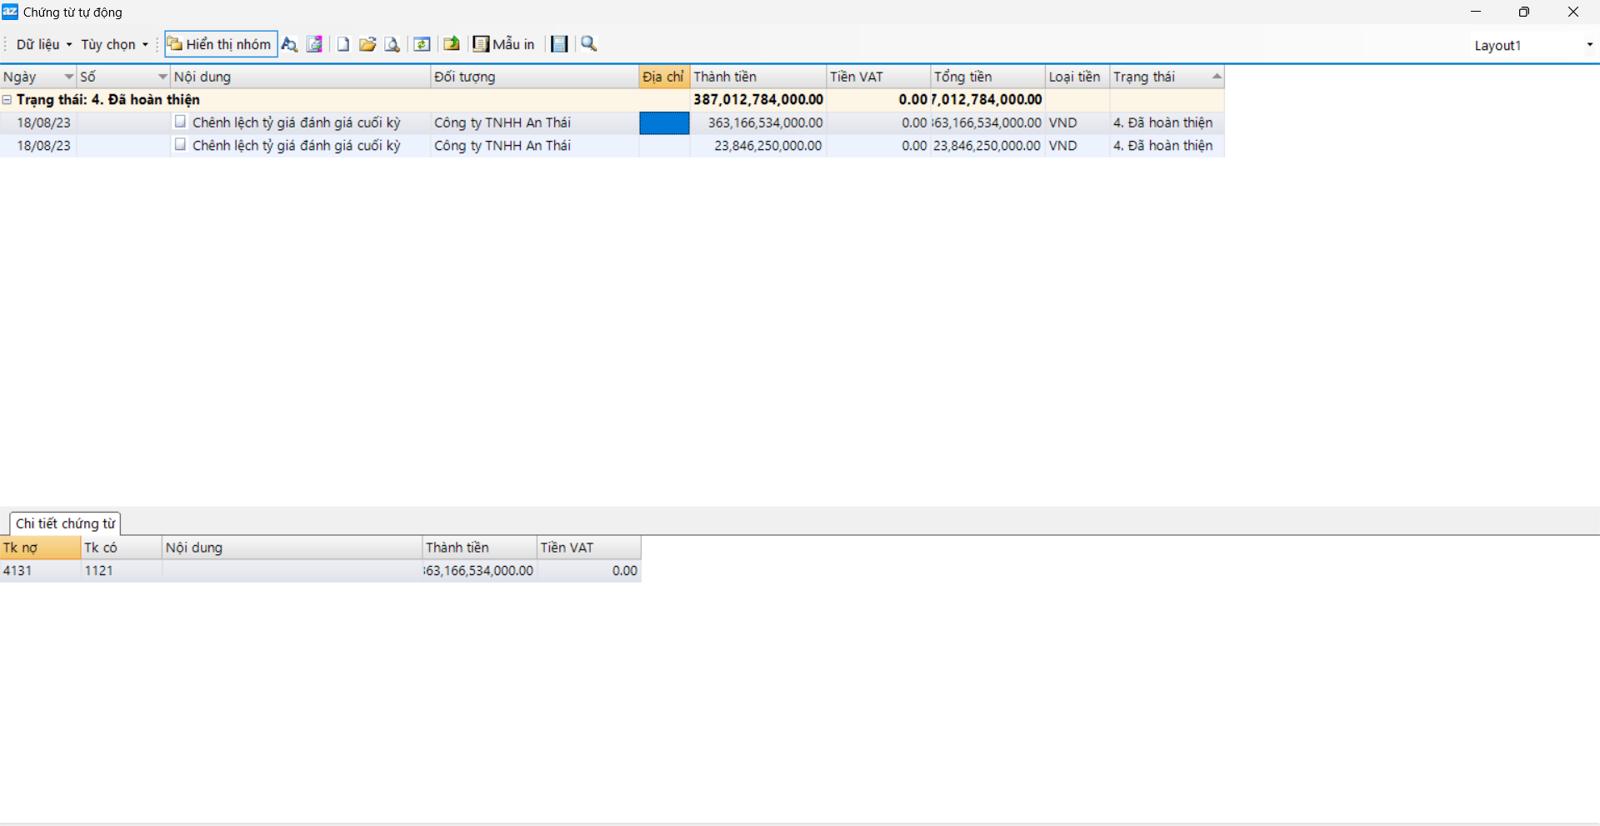 az Chứng từ tự động
Dữ liệu Tùy chọn Hiển thị nhóm Mẫu in Layout1
Ngày Số Nội dung Đối tượng Địa chỉ Thành tiền Tiền VAT Tổng tiền Loại tiền Trạng thái
Trạng thái: 4. Đã hoàn thiện 387,012,784,000.00 0.00 7,012,784,000.00
18/08/23 Chênh lệch tỷ giá đánh giá cuối kỳ Công ty TNHH An Thái 363,166,534,000.00 0.00 63,166,534,000.00 VND 4. Đã hoàn thiện
18/08/23 Chênh lệch tỷ giá đánh giá cuối kỳ Công ty TNHH An Thái 23,846,250,000.00 0.00 23,846,250,000.00 VND 4. Đã hoàn thiện
Chi tiết chứng từ
Tk nợ Tk có Nội dung Thành tiền Tiền VAT
4131 1121 63,166,534,000.00 0.00